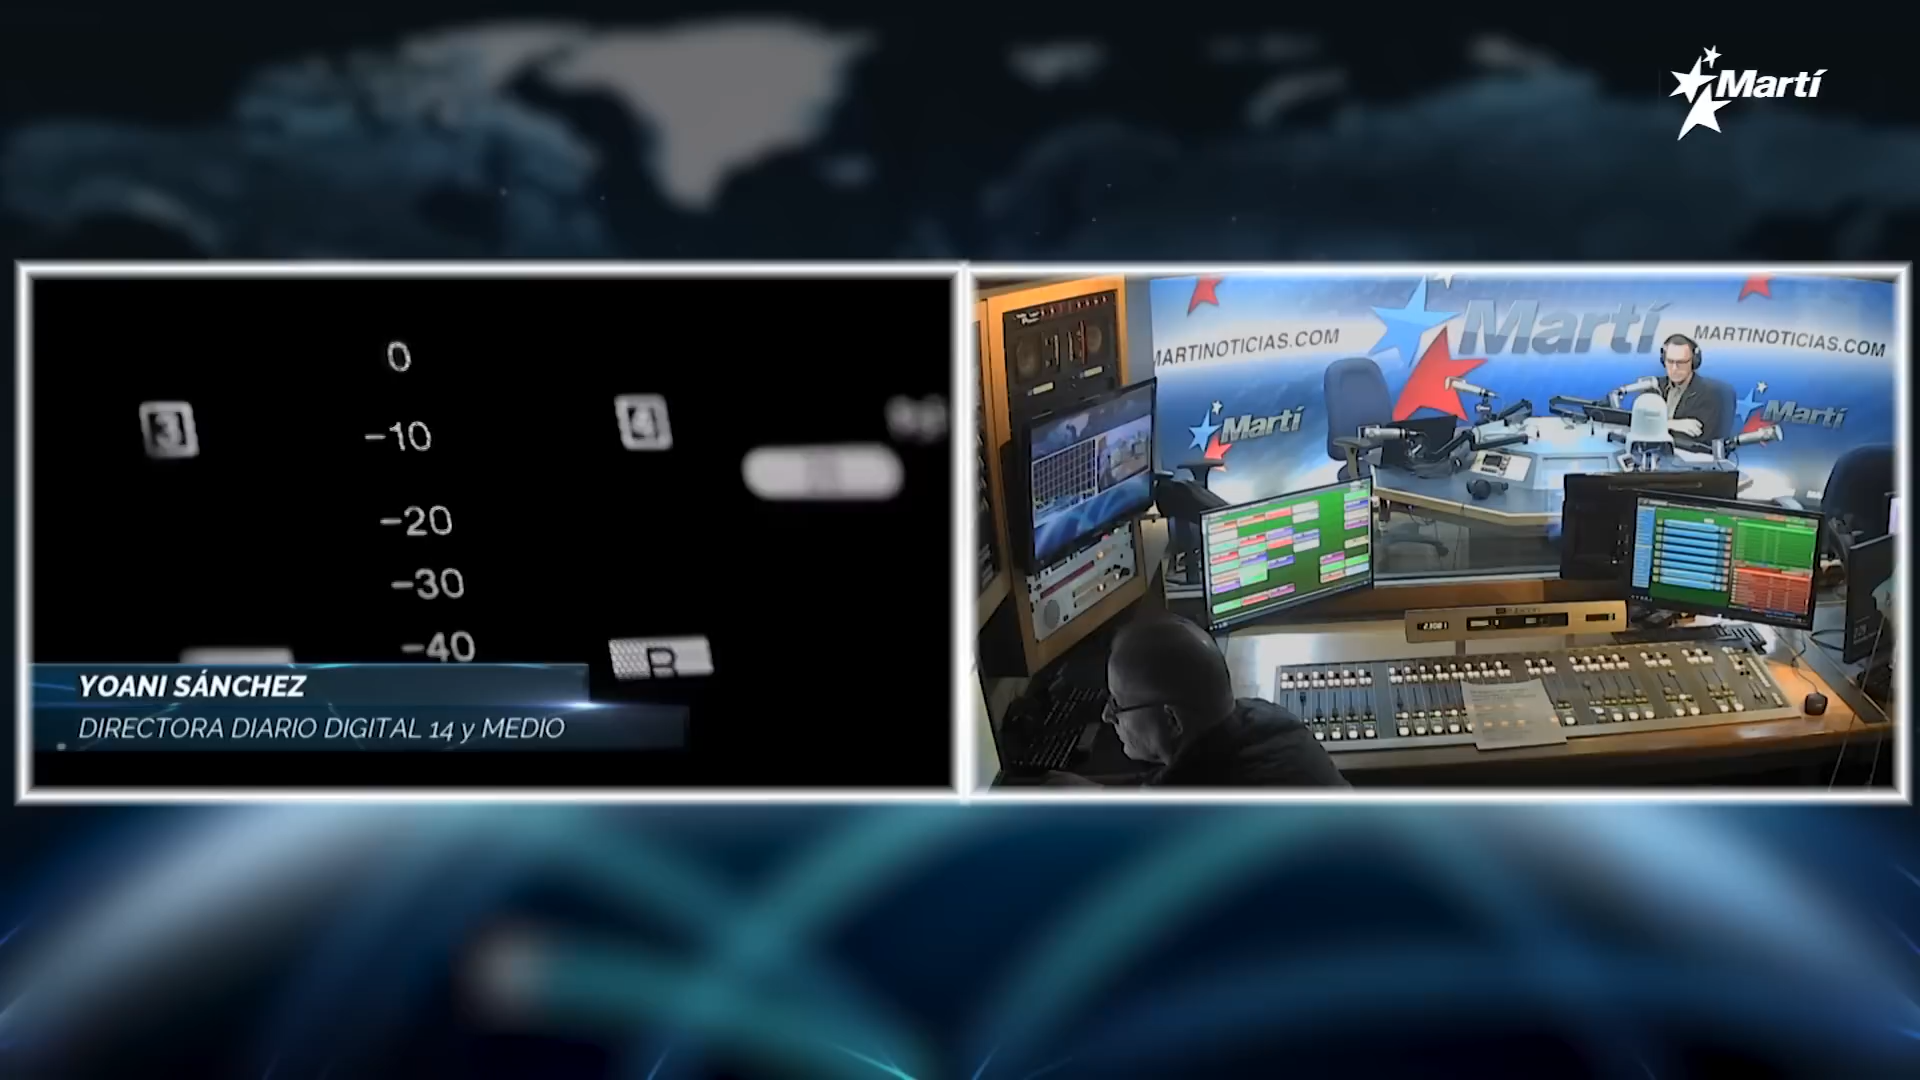 Martí
0
3
-10
4
-20
-30
-40
R
YOANI SÁNCHEZ
DIRECTORA DIARIO DIGITAL 14 y MEDIO
MARTINOTICIAS.COM
Martí
MARTINOTICIAS.COM
Martí
Martí